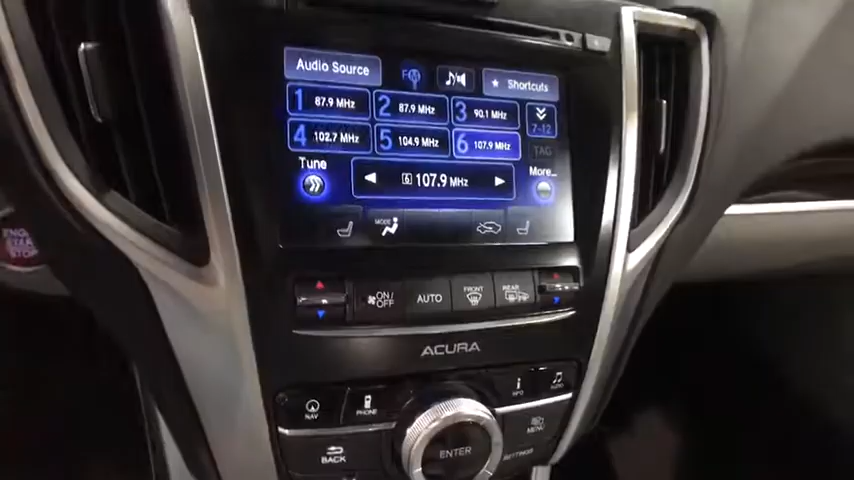 Audio Source
FM
Shortcuts
1 87.9 MHz
2 87.9 MHz
3 90.1 MHz
4 102.7 MHz
5 104.9 MHz
6 107.9 MHz
7-12
TAG
Tune
6 107.9 MHz
More...
MODE
ON/
OFF
AUTO
FRONT
REAR
ACURA
NAV
PHONE
INFO
AUDIO
BACK
ENTER
MENU
SETTINGS
START
STOP